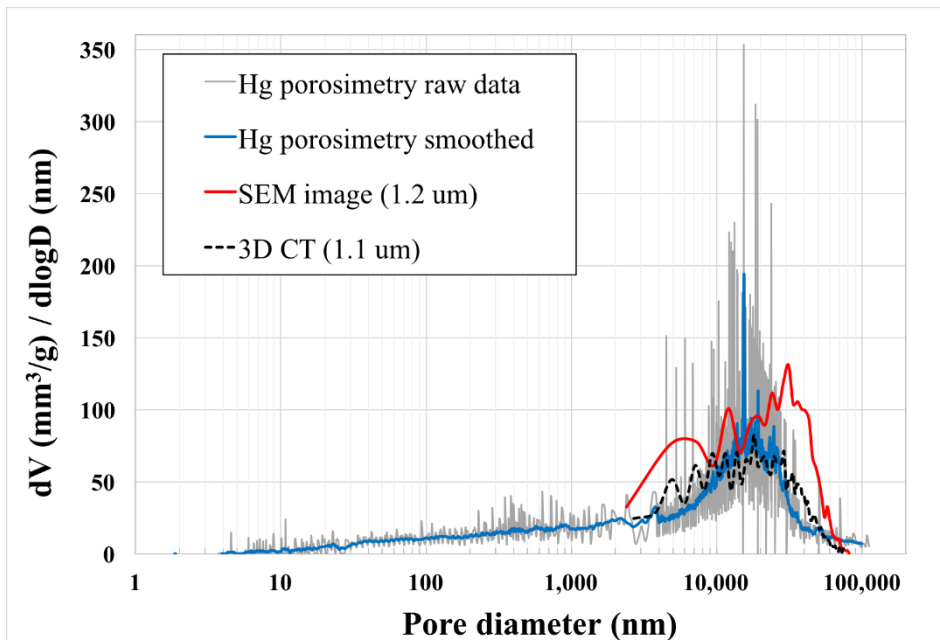 350
300
250
200
150
100
50
0
dV (mm³/g) / dlogD (nm)
Hg porosimetry raw data
Hg porosimetry smoothed
SEM image (1.2 um)
3D CT (1.1 um)
1 10 100 1,000 10,000 100,000
Pore diameter (nm)